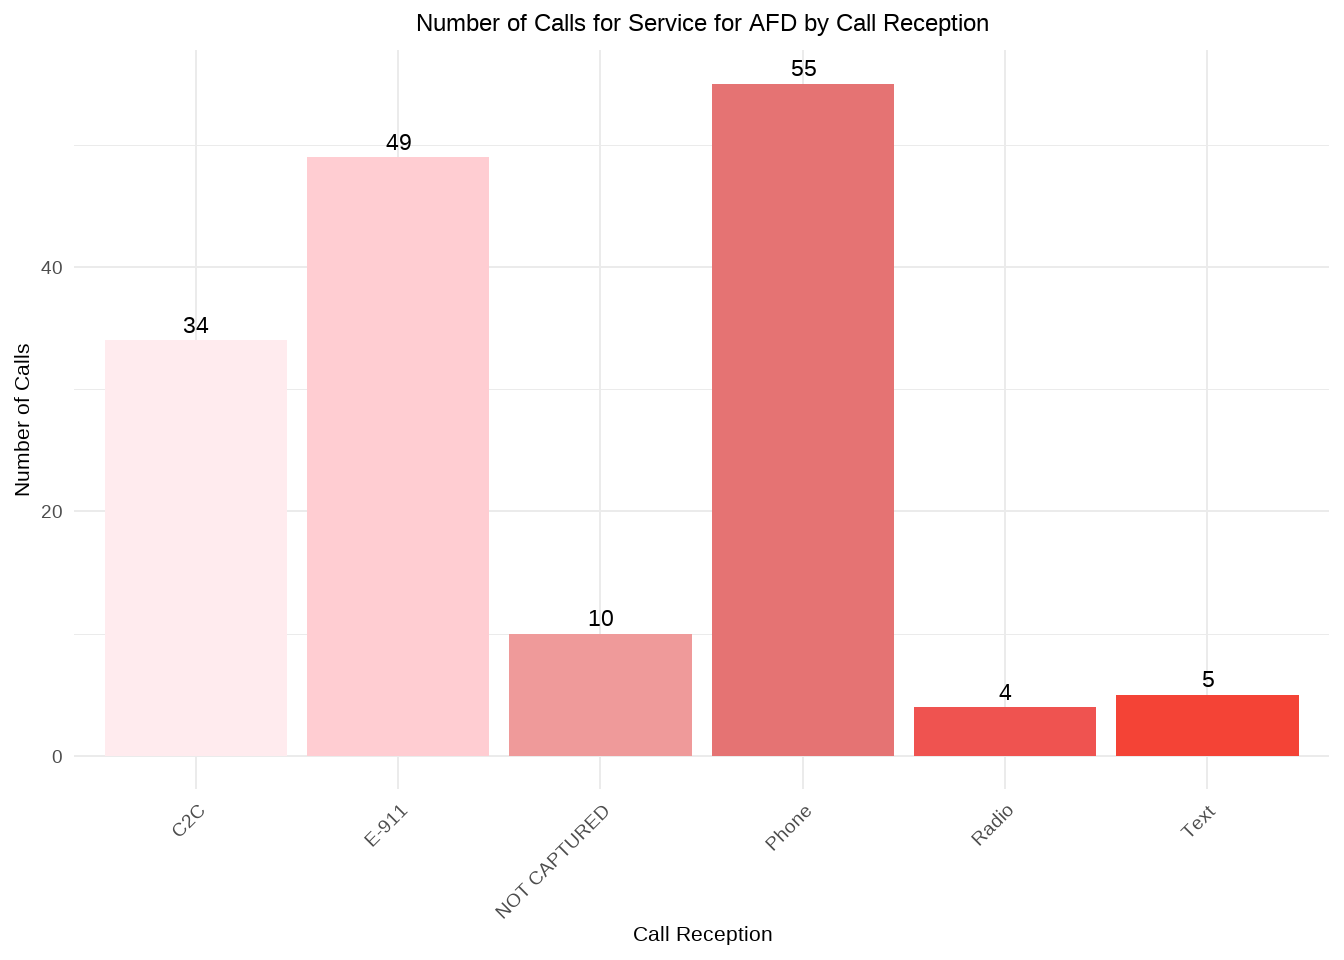 Number of Calls for Service for AFD by Call Reception
55
49
40
34
Number of Calls
20
10
5
4
0
C2C
E-911
NOT CAPTURED
Phone
Radio
Text
Call Reception